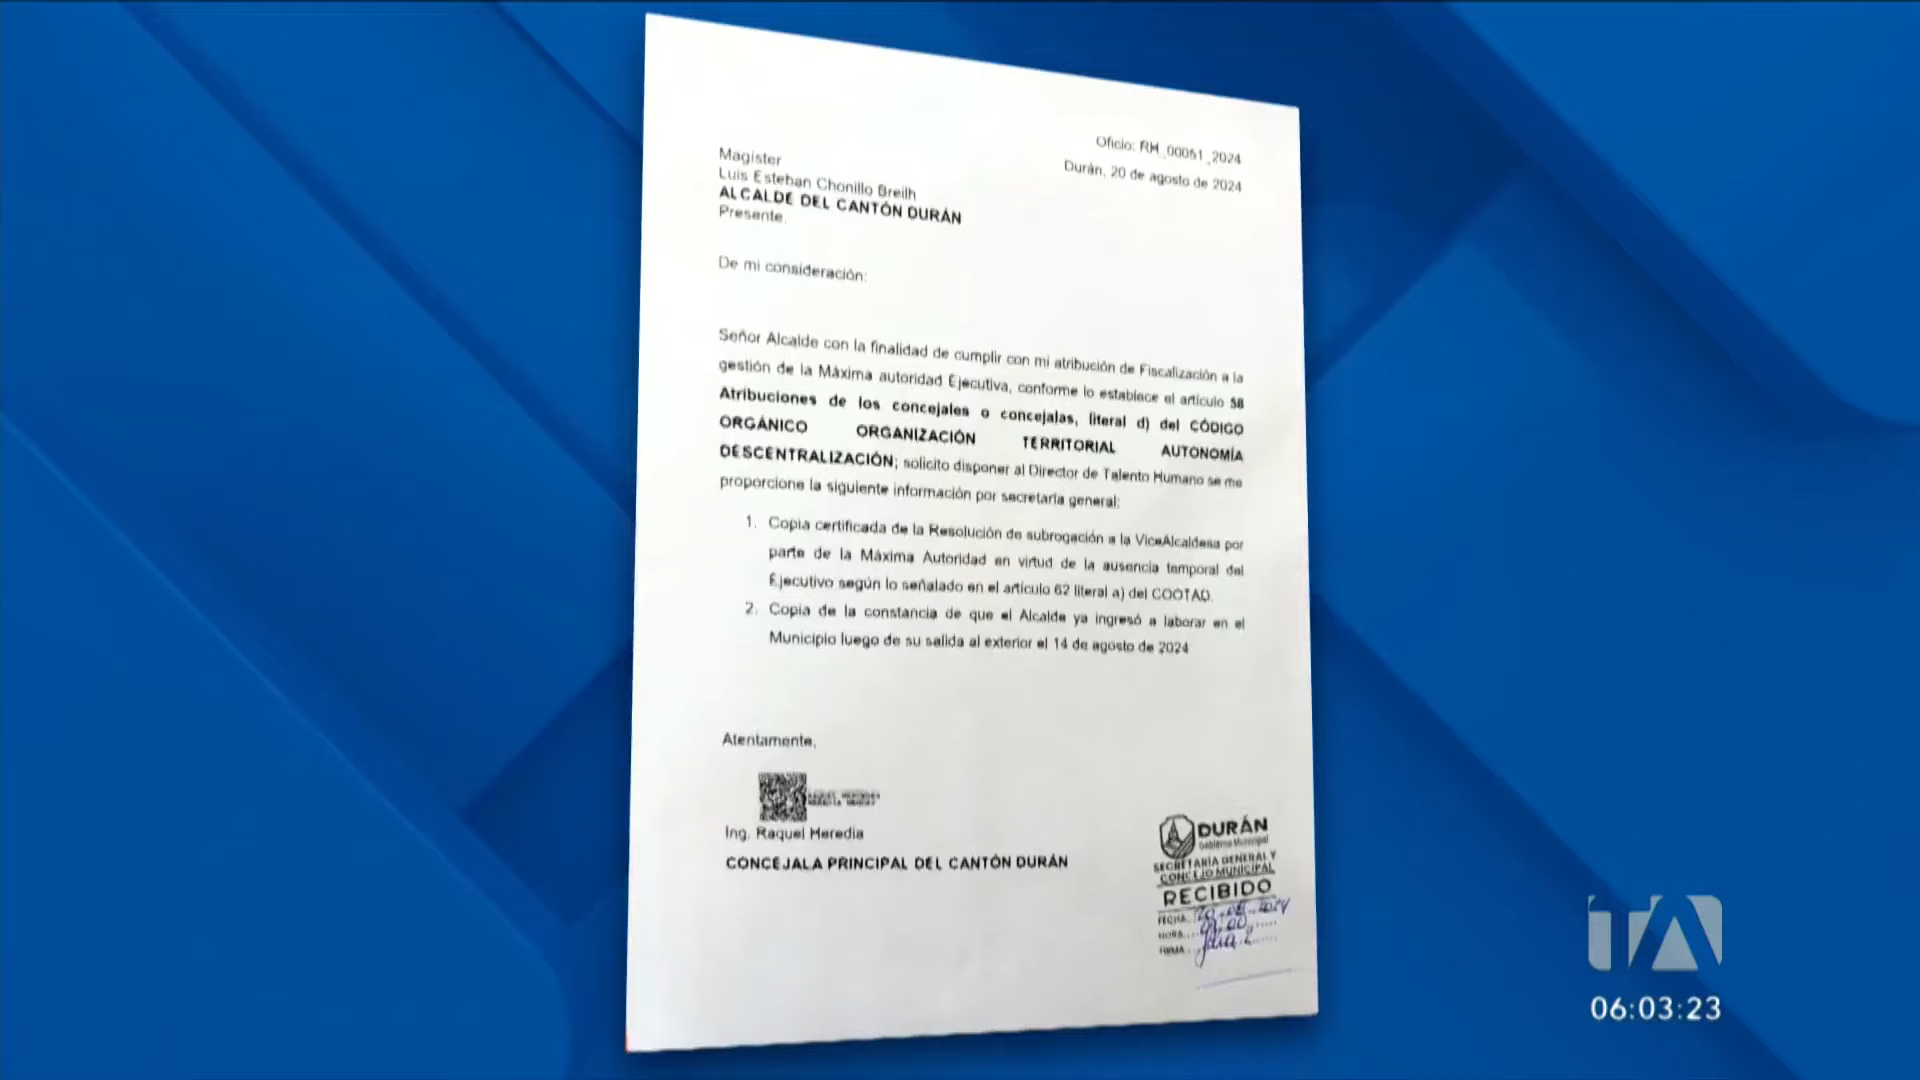 Oficio: RH_00051_2024
Durán, 20 de agosto de 2024
Magíster
Luis Esteban Chonillo Breilh
ALCALDE DEL CANTÓN DURÁN
Presente.
De mi consideración:
Señor Alcalde con la finalidad de cumplir con mi atribución de Fiscalización a la
gestión de la Máxima autoridad Ejecutiva, conforme lo establece el artículo 58
Atribuciones de los concejales o concejalas, literal d) del CÓDIGO
ORGÁNICO ORGANIZACIÓN TERRITORIAL AUTONOMÍA
DESCENTRALIZACIÓN; solicito disponer al Director de Talento Humano se me
proporcione la siguiente información por secretaría general:
1. Copia certificada de la Resolución de subrogación a la ViceAlcaldesa por
parte de la Máxima Autoridad en virtud de la ausencia temporal del
Ejecutivo según lo señalado en el artículo 62 literal a) del COOTAD.
2. Copia de la constancia de que el Alcalde ya ingresó a laborar en el
Municipio luego de su salida al exterior el 14 de agosto de 2024
Atentamente,
Ing. Raquel Heredia
CONCEJALA PRINCIPAL DEL CANTÓN DURÁN
DURÁN
Gobierno Municipal
SECRETARÍA GENERAL Y
CONCEJO MUNICIPAL
RECIBIDO
FECHA
HORA
FIRMA
TA
06:03:23